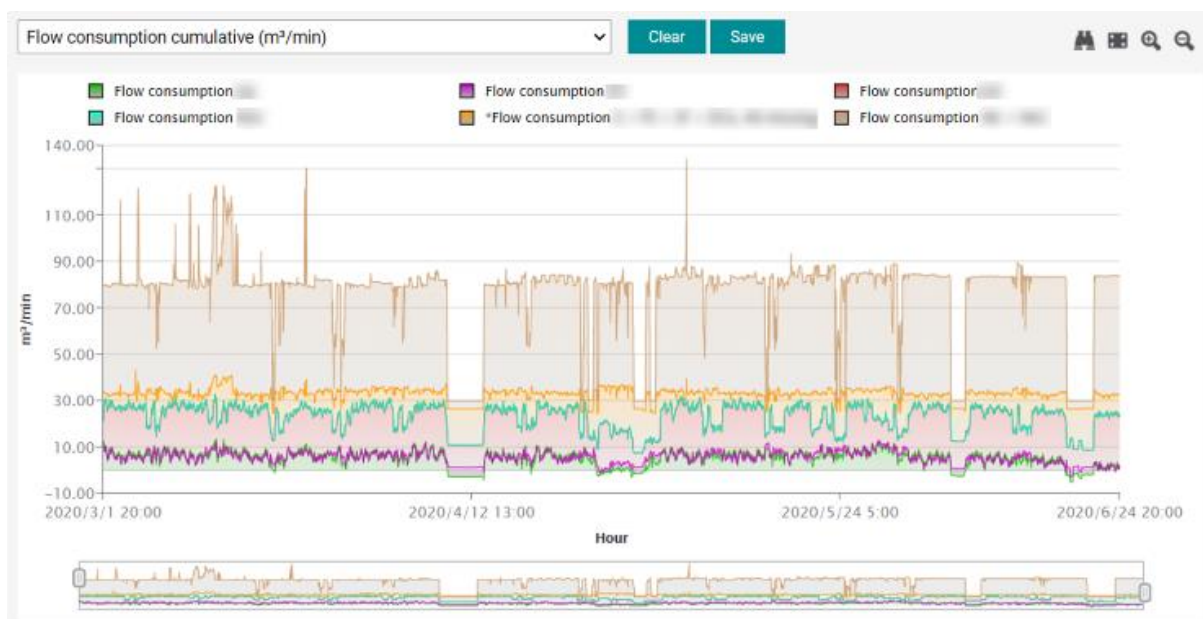 Flow consumption cumulative (m³/min)
Clear
Save
Flow consumption
Flow consumption
Flow consumption
Flow consumption
*Flow consumption
Flow consumption
140.00
110.00
90.00
70.00
50.00
30.00
10.00
-10.00
m³/min
2020/3/1 20:00
2020/4/12 13:00
2020/5/24 5:00
2020/6/24 20:00
Hour